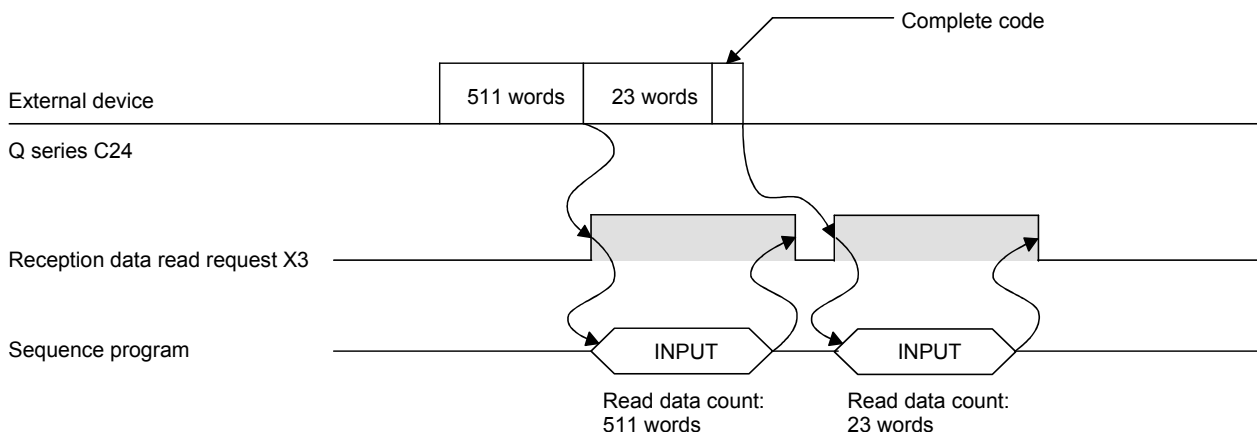 Complete code
External device
511 words
23 words
Q series C24
Reception data read request X3
Sequence program
INPUT
INPUT
Read data count:
511 words
Read data count:
23 words